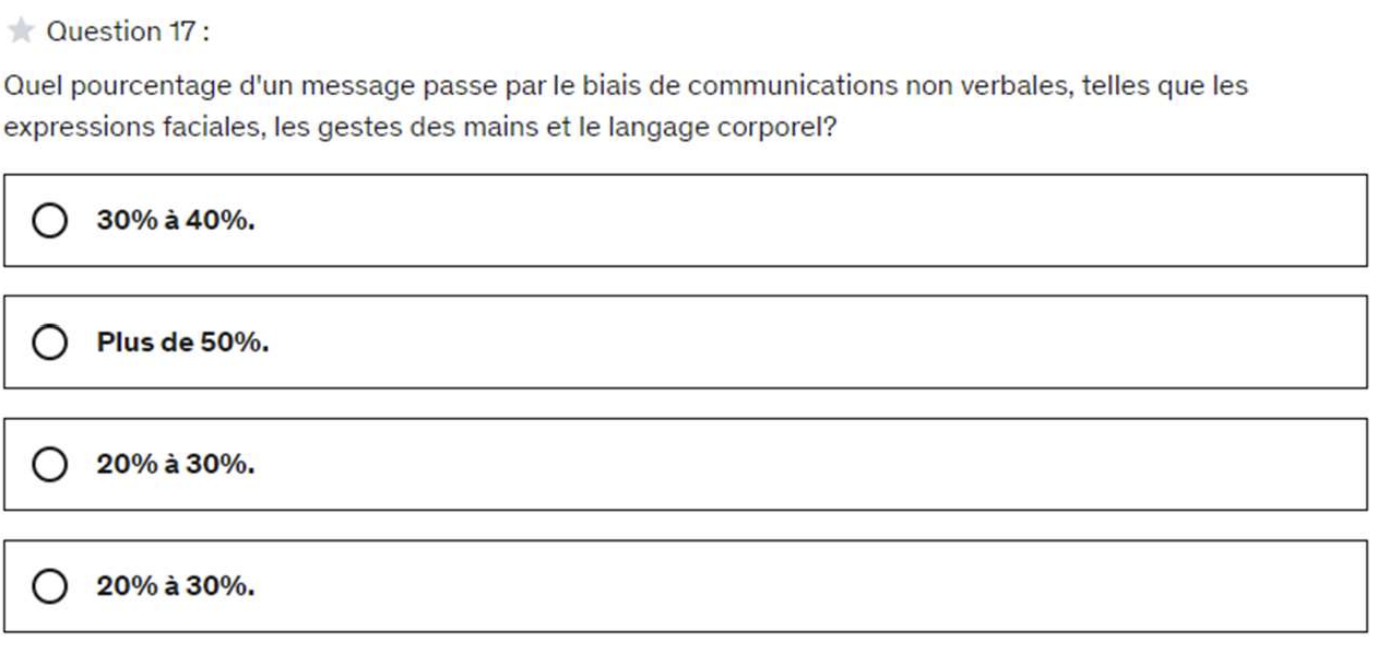 Question 17 :
Quel pourcentage d'un message passe par le biais de communications non verbales, telles que les
expressions faciales, les gestes des mains et le langage corporel?
30% à 40%.
Plus de 50%.
20% à 30%.
20% à 30%.